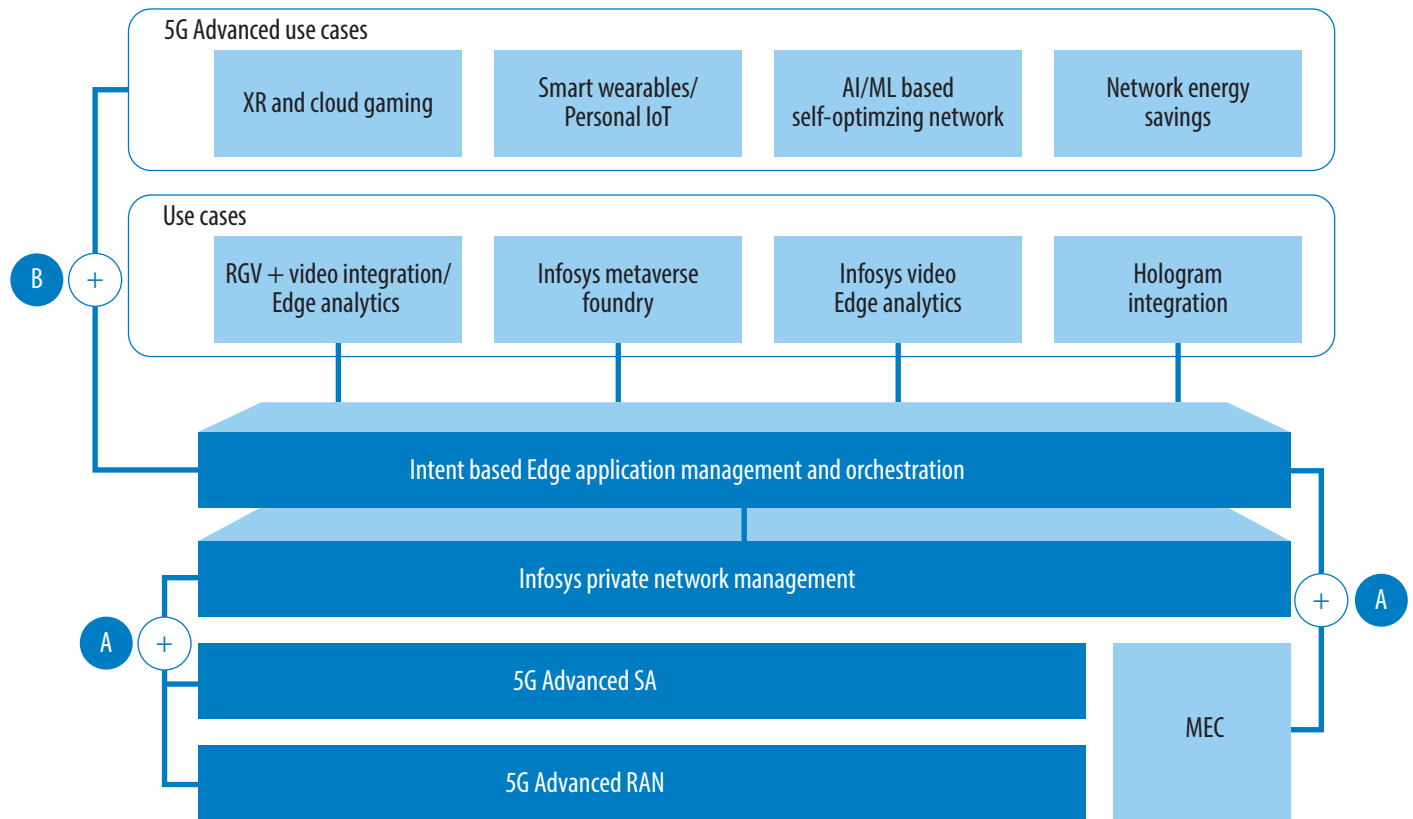 5G Advanced use cases
XR and cloud gaming
Smart wearables/
Personal IoT
AI/ML based
self-optimzing network
Network energy
savings
Use cases
RGV + video integration/
Edge analytics
Infosys metaverse
foundry
Infosys video
Edge analytics
Hologram
integration
B
+
Intent based Edge application management and orchestration
Infosys private network management
+
A
A
+
5G Advanced SA
MEC
5G Advanced RAN